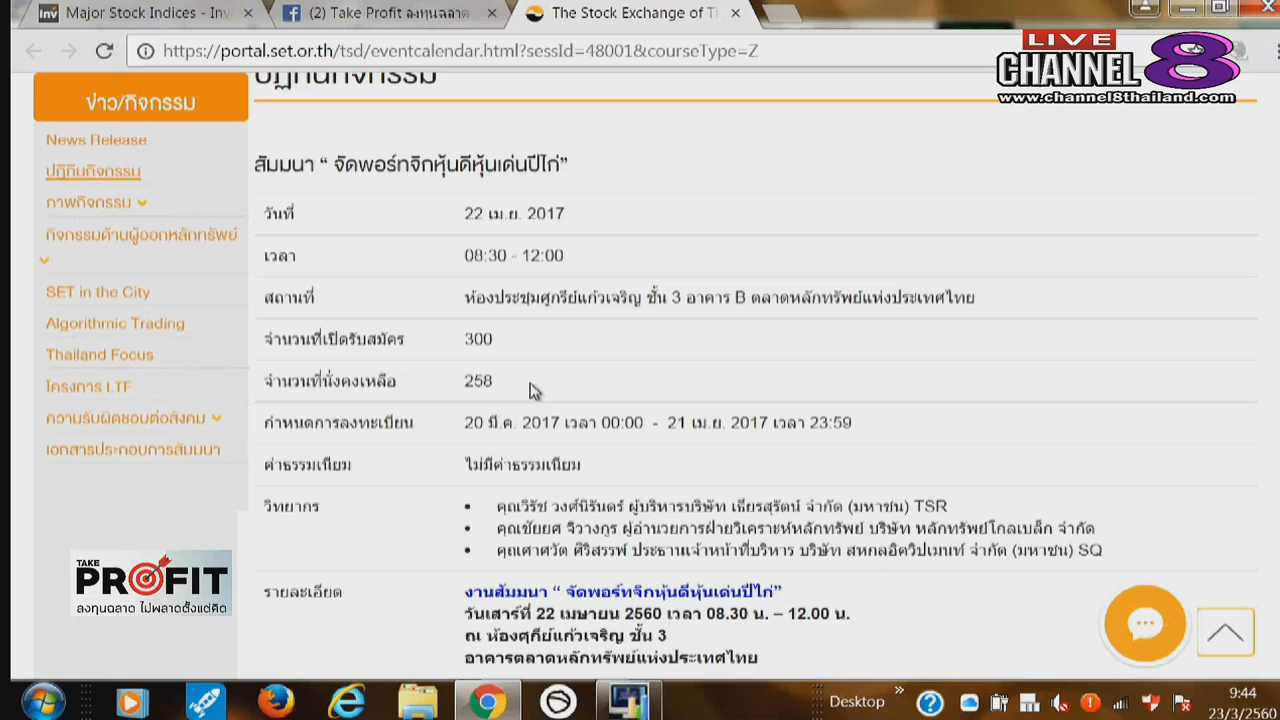 Major Stock Indices - Inv
(2) Take Profit ลงทุนฉลาด
The Stock Exchange of T
https://portal.set.or.th/tsd/eventcalendar.html?sessId=48001&courseType=Z
LIVE
CHANNEL 8
www.channel8thailand.com
ปฏิทินกิจกรรม
ข่าว/กิจกรรม
News Release
ปฏิทินกิจกรรม
ภาพกิจกรรม
กิจกรรมด้านผู้ออกหลักทรัพย์
SET in the City
Algorithmic Trading
Thailand Focus
โครงการ LTF
ความรับผิดชอบต่อสังคม
เอกสารประกอบการสัมมนา
TAKE
PROFIT
ลงทุนฉลาด ไม่พลาดตั้งแต่คิด
สัมมนา “ จัดพอร์ทจิกหุ้นดีหุ้นเด่นปีไก่”
วันที่ 22 เม.ย. 2017
เวลา 08:30 - 12:00
สถานที่ ห้องประชุมศุกรีย์แก้วเจริญ ชั้น 3 อาคาร B ตลาดหลักทรัพย์แห่งประเทศไทย
จำนวนที่เปิดรับสมัคร 300
จำนวนที่นั่งคงเหลือ 258
กำหนดการลงทะเบียน 20 มี.ค. 2017 เวลา 00:00 - 21 เม.ย. 2017 เวลา 23:59
ค่าธรรมเนียม ไม่มีค่าธรรมเนียม
วิทยากร • คุณวิรัช วงศ์นิรันดร์ ผู้บริหารบริษัท เธียรสุรัตน์ จำกัด (มหาชน) TSR
• คุณชัยยศ จิวางกูร ผู้อำนวยการฝ่ายวิเคราะห์หลักทรัพย์ บริษัท หลักทรัพย์โกลเบล็ก จำกัด
• คุณศาศวัต ศิริสรรพ์ ประธานเจ้าหน้าที่บริหาร บริษัท สหกลอิควิปเมนท์ จำกัด (มหาชน) SQ
รายละเอียด งานสัมมนา “ จัดพอร์ทจิกหุ้นดีหุ้นเด่นปีไก่”
วันเสาร์ที่ 22 เมษายน 2560 เวลา 08.30 น. – 12.00 น.
ณ ห้องศุกีย์แก้วเจริญ ชั้น 3
อาคารตลาดหลักทรัพย์แห่งประเทศไทย
Desktop
9:44
23/3/2560